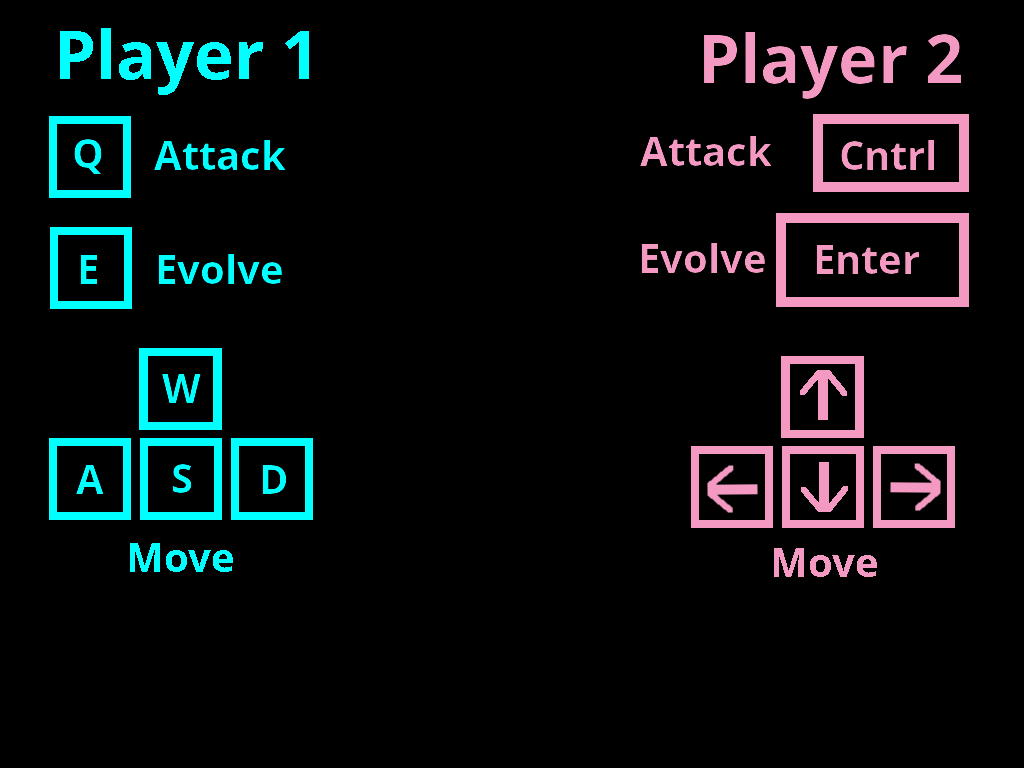 Player 1
Q Attack
E Evolve
W
A S D
Move
Player 2
Attack Cntrl
Evolve Enter
↑
← ↓ →
Move